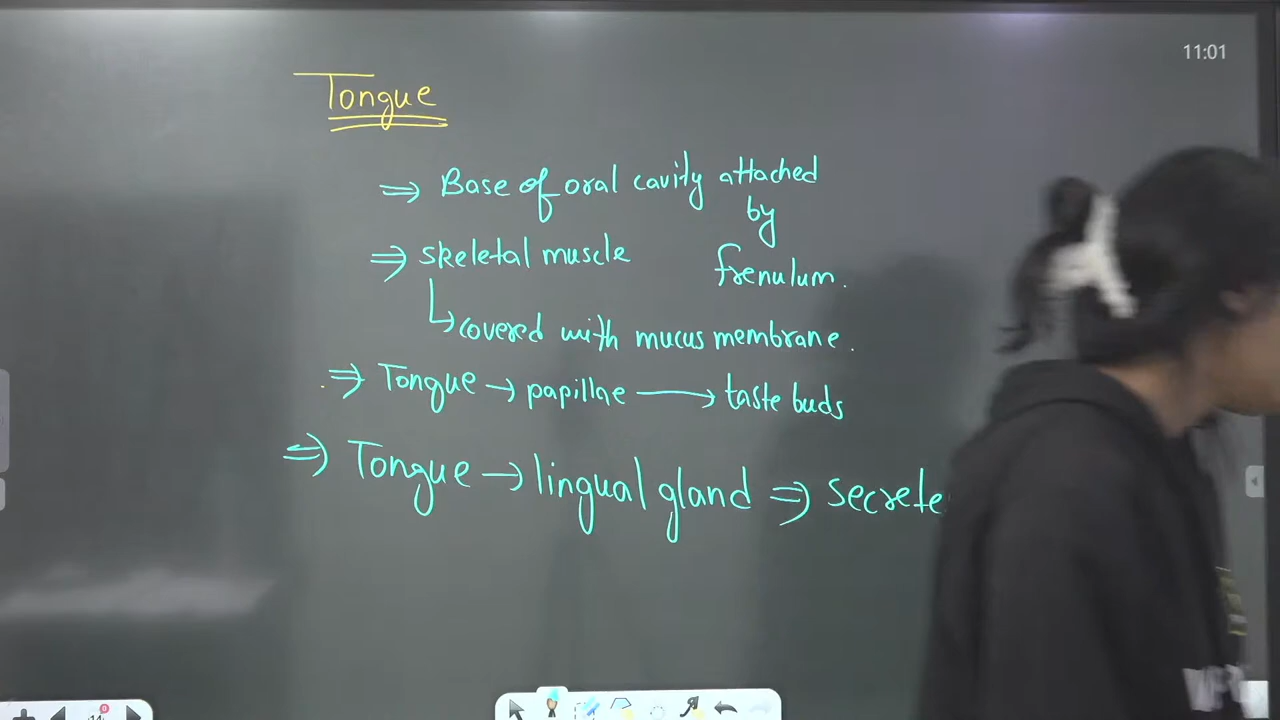 11:01
Tongue
⇒ Base of oral cavity attached
by
⇒ skeletal muscle frenulum.
↳ covered with mucus membrane.
⇒ Tongue → papillae → taste buds
⇒ Tongue → lingual gland ⇒ secrete